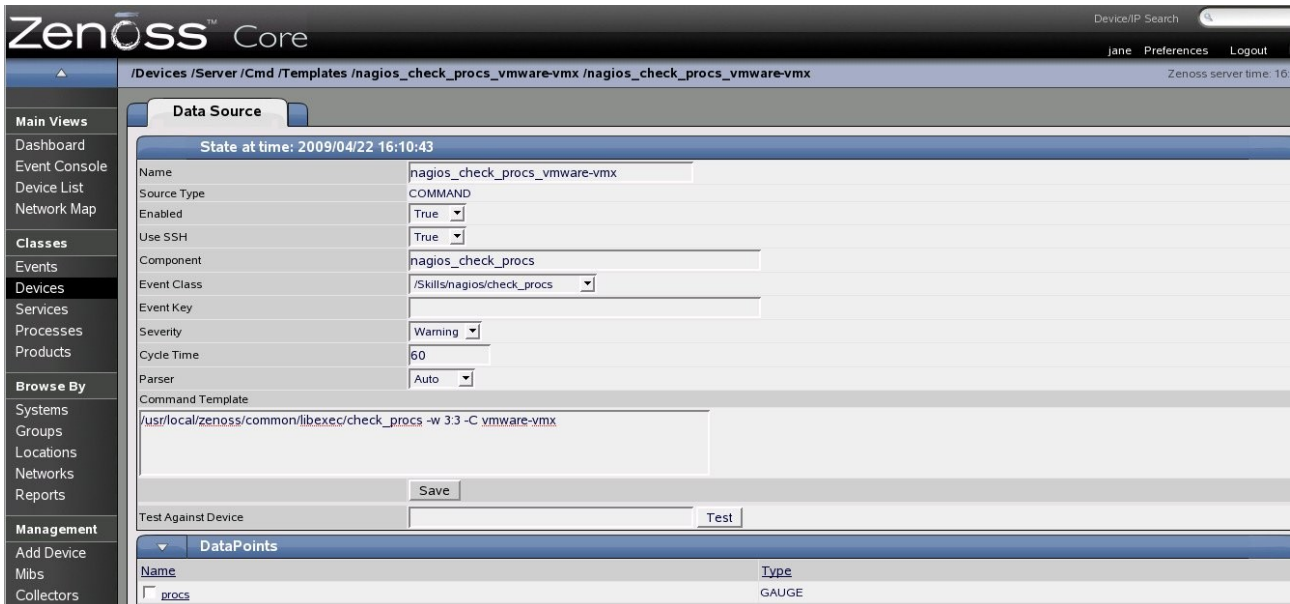 Zenoss™ Core
Device/IP Search
jane Preferences Logout
/Devices /Server /Cmd /Templates /nagios_check_procs_vmware-vmx /nagios_check_procs_vmware-vmx
Zenoss server time: 16:
Main Views
Dashboard
Event Console
Device List
Network Map
Classes
Events
Devices
Services
Processes
Products
Browse By
Systems
Groups
Locations
Networks
Reports
Management
Add Device
Mibs
Collectors
Data Source
State at time: 2009/04/22 16:10:43
Name nagios_check_procs_vmware-vmx
Source Type COMMAND
Enabled True
Use SSH True
Component nagios_check_procs
Event Class /Skills/nagios/check_procs
Event Key
Severity Warning
Cycle Time 60
Parser Auto
Command Template
/usr/local/zenoss/common/libexec/check_procs -w 3:3 -C vmware-vmx
Save
Test Against Device Test
DataPoints
Name Type
procs GAUGE